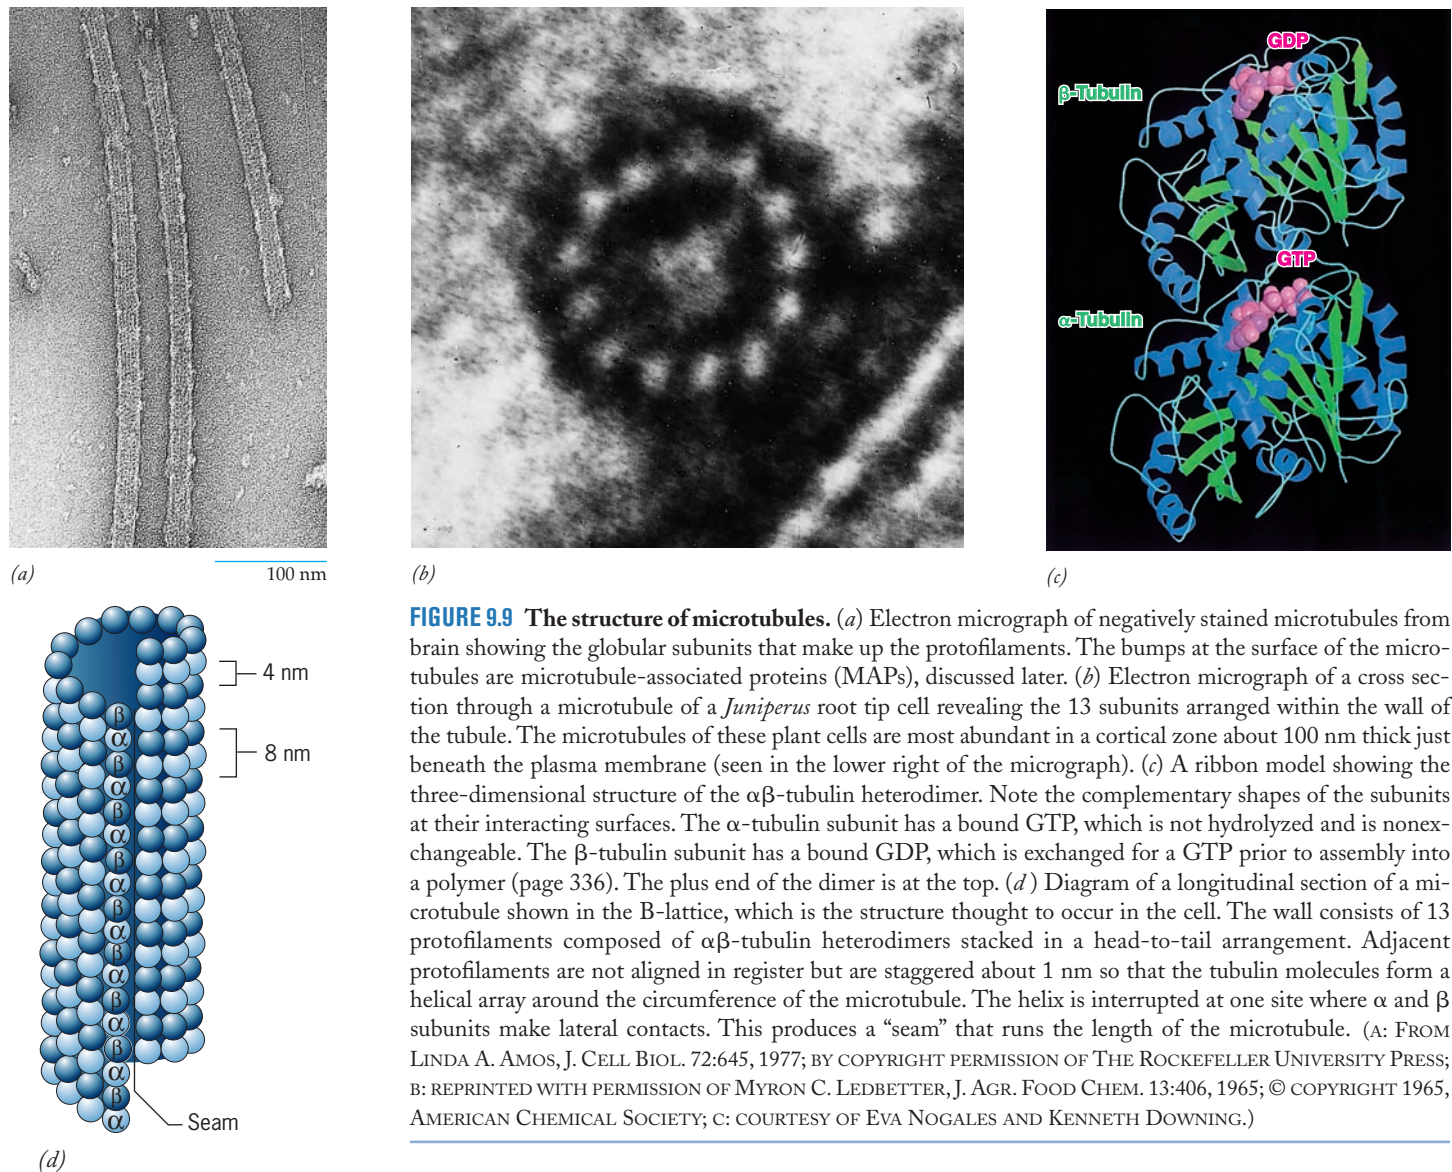 GDP
β-Tubulin
GTP
α-Tubulin
(a)
100 nm
(b)
(c)
4 nm
8 nm
β
α
β
α
β
α
β
α
β
α
β
α
β
α
β
α
β
α
Seam
(d)
FIGURE 9.9 The structure of microtubules. (a) Electron micrograph of negatively stained microtubules from
brain showing the globular subunits that make up the protofilaments. The bumps at the surface of the micro-
tubules are microtubule-associated proteins (MAPs), discussed later. (b) Electron micrograph of a cross sec-
tion through a microtubule of a Juniperus root tip cell revealing the 13 subunits arranged within the wall of
the tubule. The microtubules of these plant cells are most abundant in a cortical zone about 100 nm thick just
beneath the plasma membrane (seen in the lower right of the micrograph). (c) A ribbon model showing the
three-dimensional structure of the αβ-tubulin heterodimer. Note the complementary shapes of the subunits
at their interacting surfaces. The α-tubulin subunit has a bound GTP, which is not hydrolyzed and is nonex-
changeable. The β-tubulin subunit has a bound GDP, which is exchanged for a GTP prior to assembly into
a polymer (page 336). The plus end of the dimer is at the top. (d) Diagram of a longitudinal section of a mi-
crotubule shown in the B-lattice, which is the structure thought to occur in the cell. The wall consists of 13
protofilaments composed of αβ-tubulin heterodimers stacked in a head-to-tail arrangement. Adjacent
protofilaments are not aligned in register but are staggered about 1 nm so that the tubulin molecules form a
helical array around the circumference of the microtubule. The helix is interrupted at one site where α and β
subunits make lateral contacts. This produces a “seam” that runs the length of the microtubule. (A: FROM
LINDA A. AMOS, J. CELL BIOL. 72:645, 1977; BY COPYRIGHT PERMISSION OF THE ROCKEFELLER UNIVERSITY PRESS;
B: REPRINTED WITH PERMISSION OF MYRON C. LEDBETTER, J. AGR. FOOD CHEM. 13:406, 1965; © COPYRIGHT 1965,
AMERICAN CHEMICAL SOCIETY; C: COURTESY OF EVA NOGALES AND KENNETH DOWNING.)